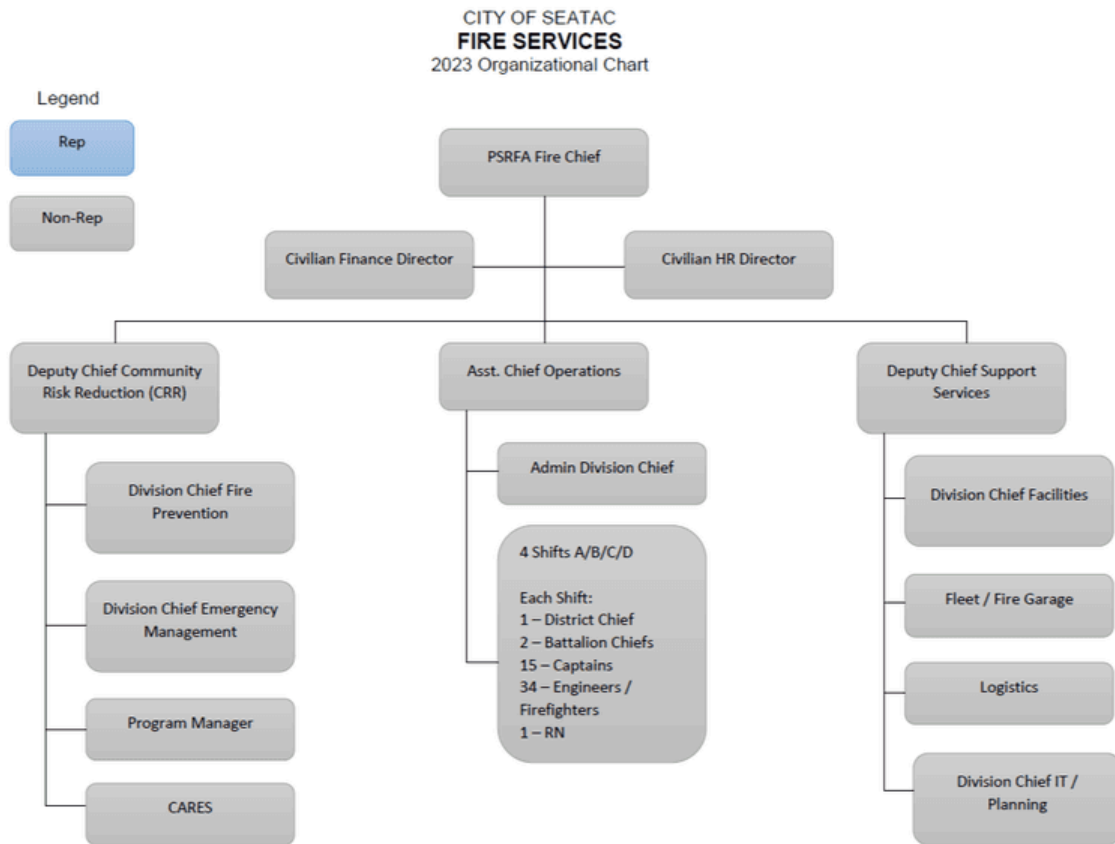 CITY OF SEATAC
FIRE SERVICES
2023 Organizational Chart
Legend
Rep
Non-Rep
PSRFA Fire Chief
Civilian Finance Director
Civilian HR Director
Deputy Chief Community
Risk Reduction (CRR)
Asst. Chief Operations
Deputy Chief Support
Services
Division Chief Fire
Prevention
Division Chief Emergency
Management
Program Manager
CARES
Admin Division Chief
4 Shifts A/B/C/D
Each Shift:
1 – District Chief
2 – Battalion Chiefs
15 – Captains
34 – Engineers /
Firefighters
1 – RN
Division Chief Facilities
Fleet / Fire Garage
Logistics
Division Chief IT /
Planning